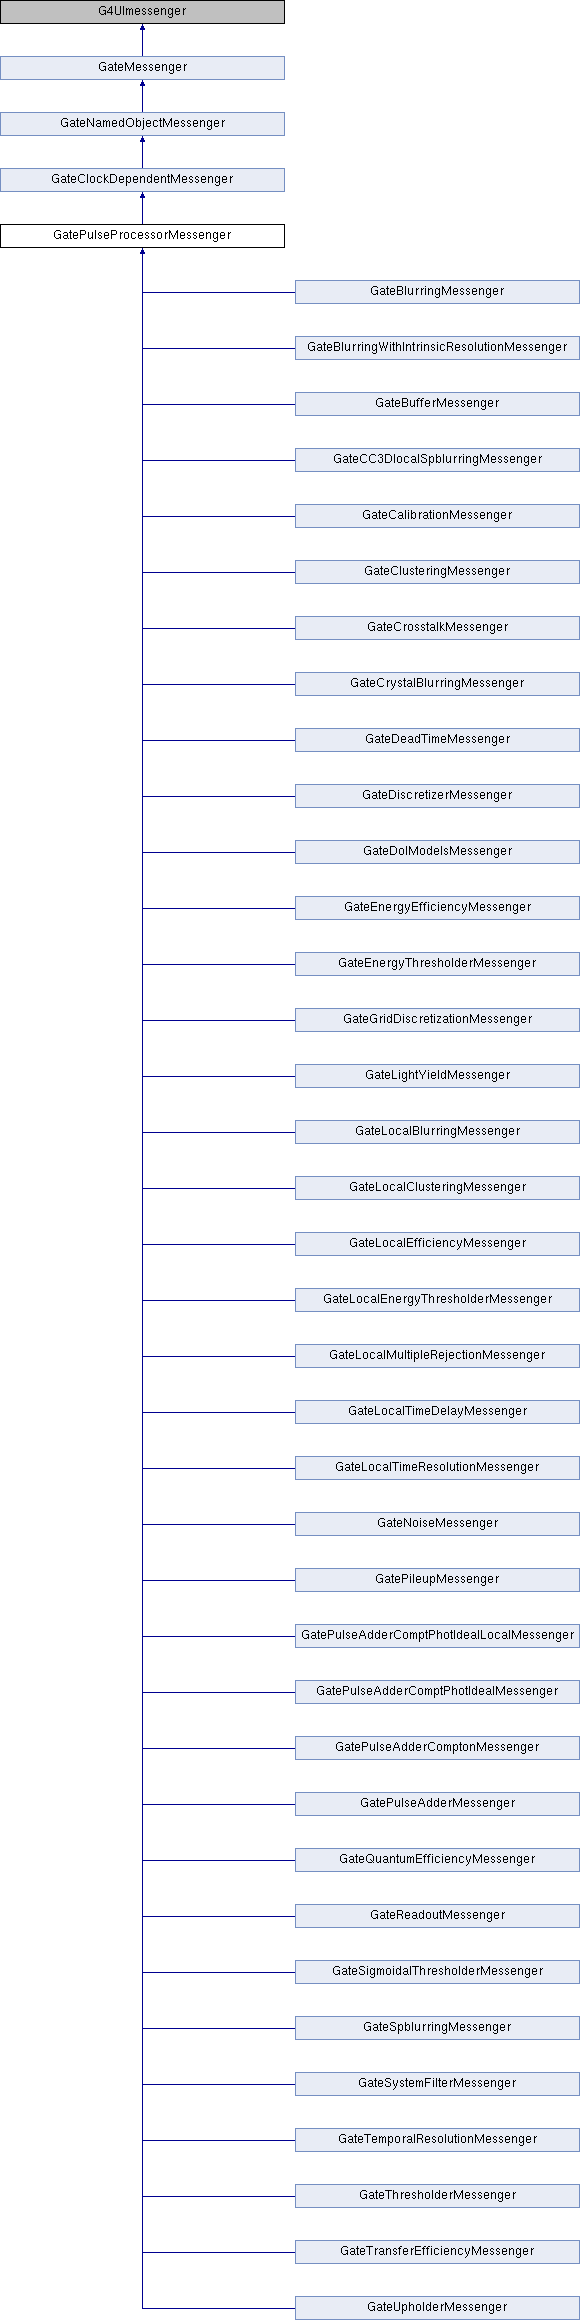 G4UImessenger
GateMessenger
GateNamedObjectMessenger
GateClockDependentMessenger
GatePulseProcessorMessenger
GateBlurringMessenger
GateBlurringWithIntrinsicResolutionMessenger
GateBufferMessenger
GateCC3DlocalSpblurringMessenger
GateCalibrationMessenger
GateClusteringMessenger
GateCrosstalkMessenger
GateCrystalBlurringMessenger
GateDeadTimeMessenger
GateDiscretizerMessenger
GateDoIModelsMessenger
GateEnergyEfficiencyMessenger
GateEnergyThresholderMessenger
GateGridDiscretizationMessenger
GateLightYieldMessenger
GateLocalBlurringMessenger
GateLocalClusteringMessenger
GateLocalEfficiencyMessenger
GateLocalEnergyThresholderMessenger
GateLocalMultipleRejectionMessenger
GateLocalTimeDelayMessenger
GateLocalTimeResolutionMessenger
GateNoiseMessenger
GatePileupMessenger
GatePulseAdderComptPhotIdealLocalMessenger
GatePulseAdderComptPhotIdealMessenger
GatePulseAdderComptonMessenger
GatePulseAdderMessenger
GateQuantumEfficiencyMessenger
GateReadoutMessenger
GateSigmoidalThresholderMessenger
GateSpblurringMessenger
GateSystemFilterMessenger
GateTemporalResolutionMessenger
GateThresholderMessenger
GateTransferEfficiencyMessenger
GateUpholderMessenger